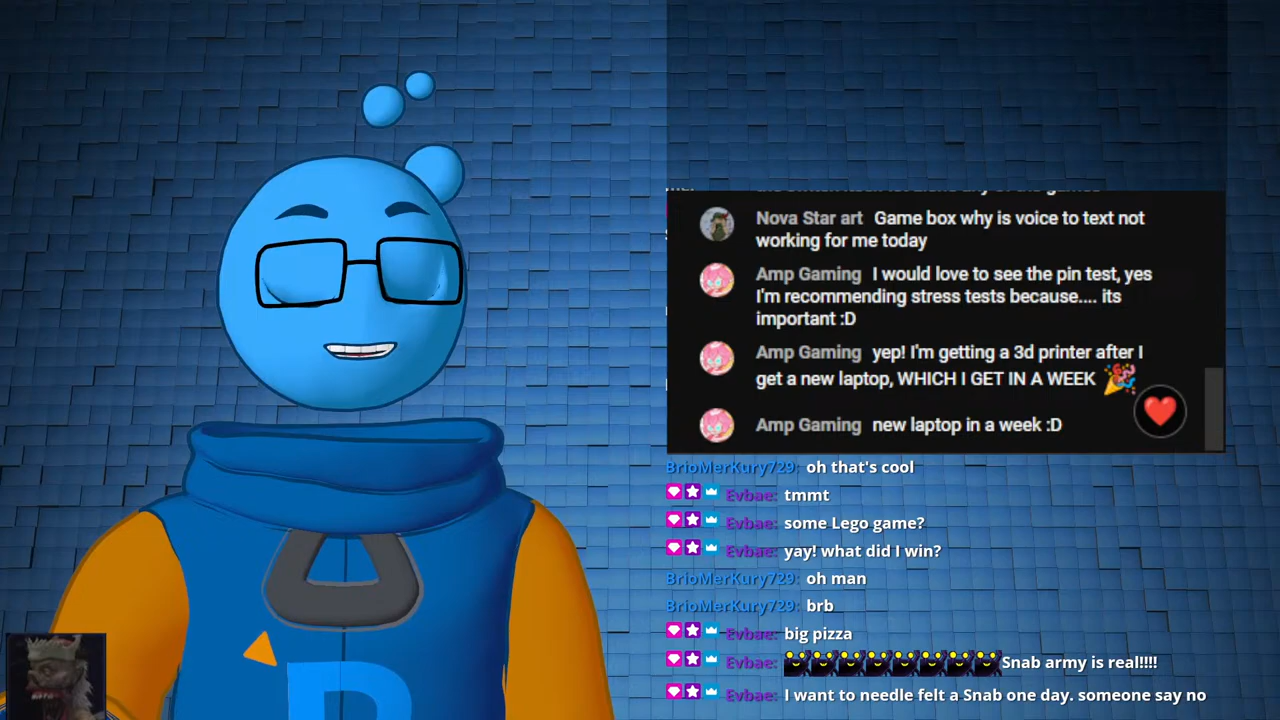 Nova Star art Game box why is voice to text not
working for me today
Amp Gaming I would love to see the pin test, yes
I'm recommending stress tests because.... its
important :D
Amp Gaming yep! I'm getting a 3d printer after I
get a new laptop, WHICH I GET IN A WEEK 🎉
Amp Gaming new laptop in a week :D
BrioMerKury729: oh that's cool
Evbae: tmmt
Evbae: some Lego game?
Evbae: yay! what did I win?
BrioMerKury729: oh man
BrioMerKury729: brb
Evbae: big pizza
Evbae: Snab army is real!!!!
Evbae: I want to needle felt a Snab one day. someone say no